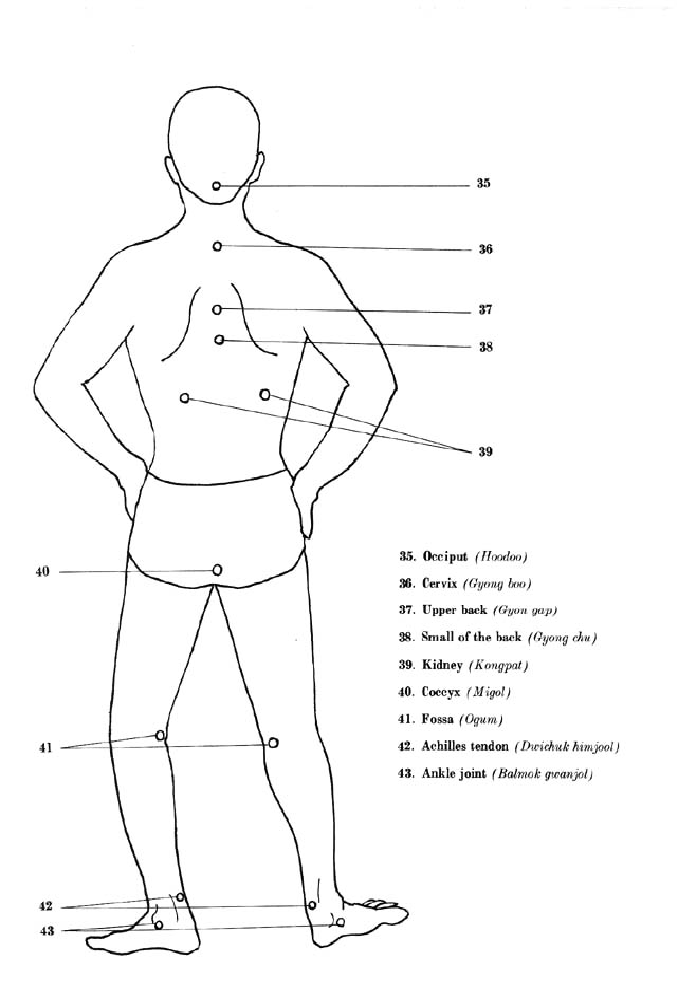 35
36
37
38
39
40
41
42
43
35. Occiput (Hoodoo)
36. Cervix (Gyong boo)
37. Upper back (Gyon gap)
38. Small of the back (Gyong chu)
39. Kidney (Kongpat)
40. Coccyx (Migol)
41. Fossa (Ogum)
42. Achilles tendon (Dwichuk himjool)
43. Ankle joint (Balmok gwanjol)